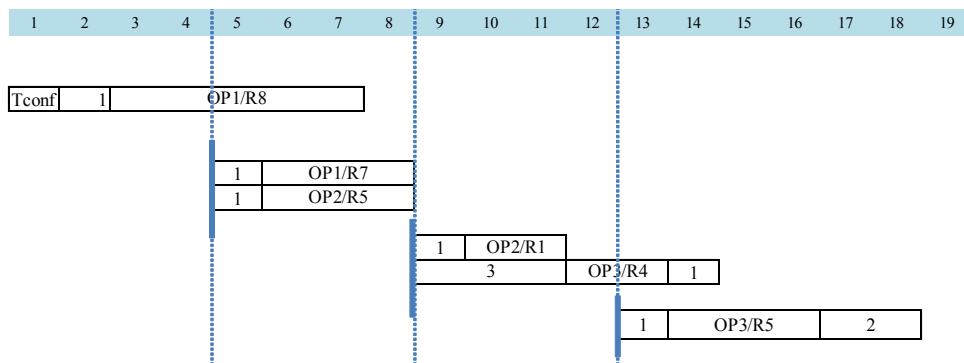 1 2 3 4 5 6 7 8 9 10 11 12 13 14 15 16 17 18 19
Tconf 1 OP1/R8
1 OP1/R7
1 OP2/R5
1 OP2/R1
3 OP3/R4 1
1 OP3/R5 2